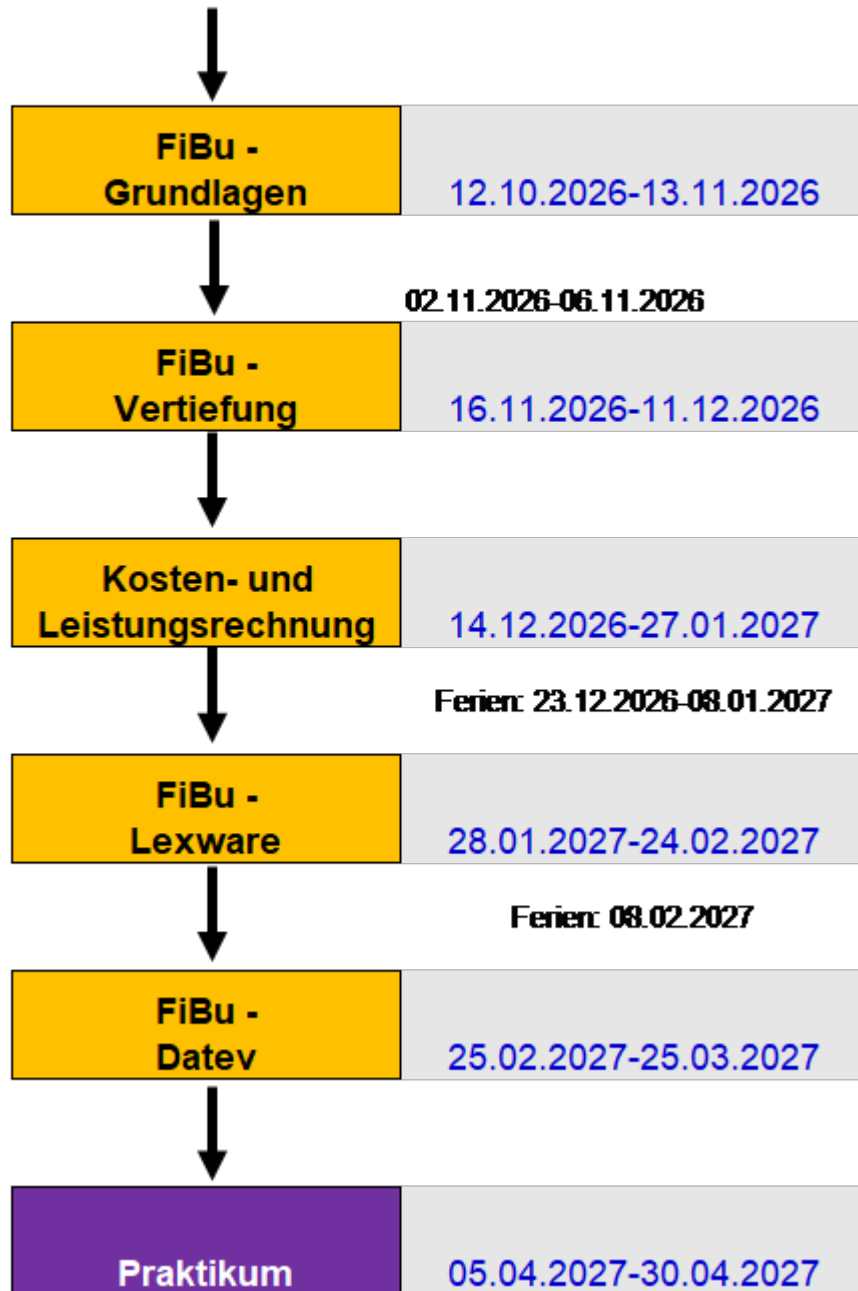 FiBu -
Grundlagen
12.10.2026-13.11.2026
02.11.2026-06.11.2026
FiBu -
Vertiefung
16.11.2026-11.12.2026
Kosten- und
Leistungsrechnung
14.12.2026-27.01.2027
Ferien: 23.12.2026-08.01.2027
FiBu -
Lexware
28.01.2027-24.02.2027
Ferien: 08.02.2027
FiBu -
Datev
25.02.2027-25.03.2027
Praktikum
05.04.2027-30.04.2027